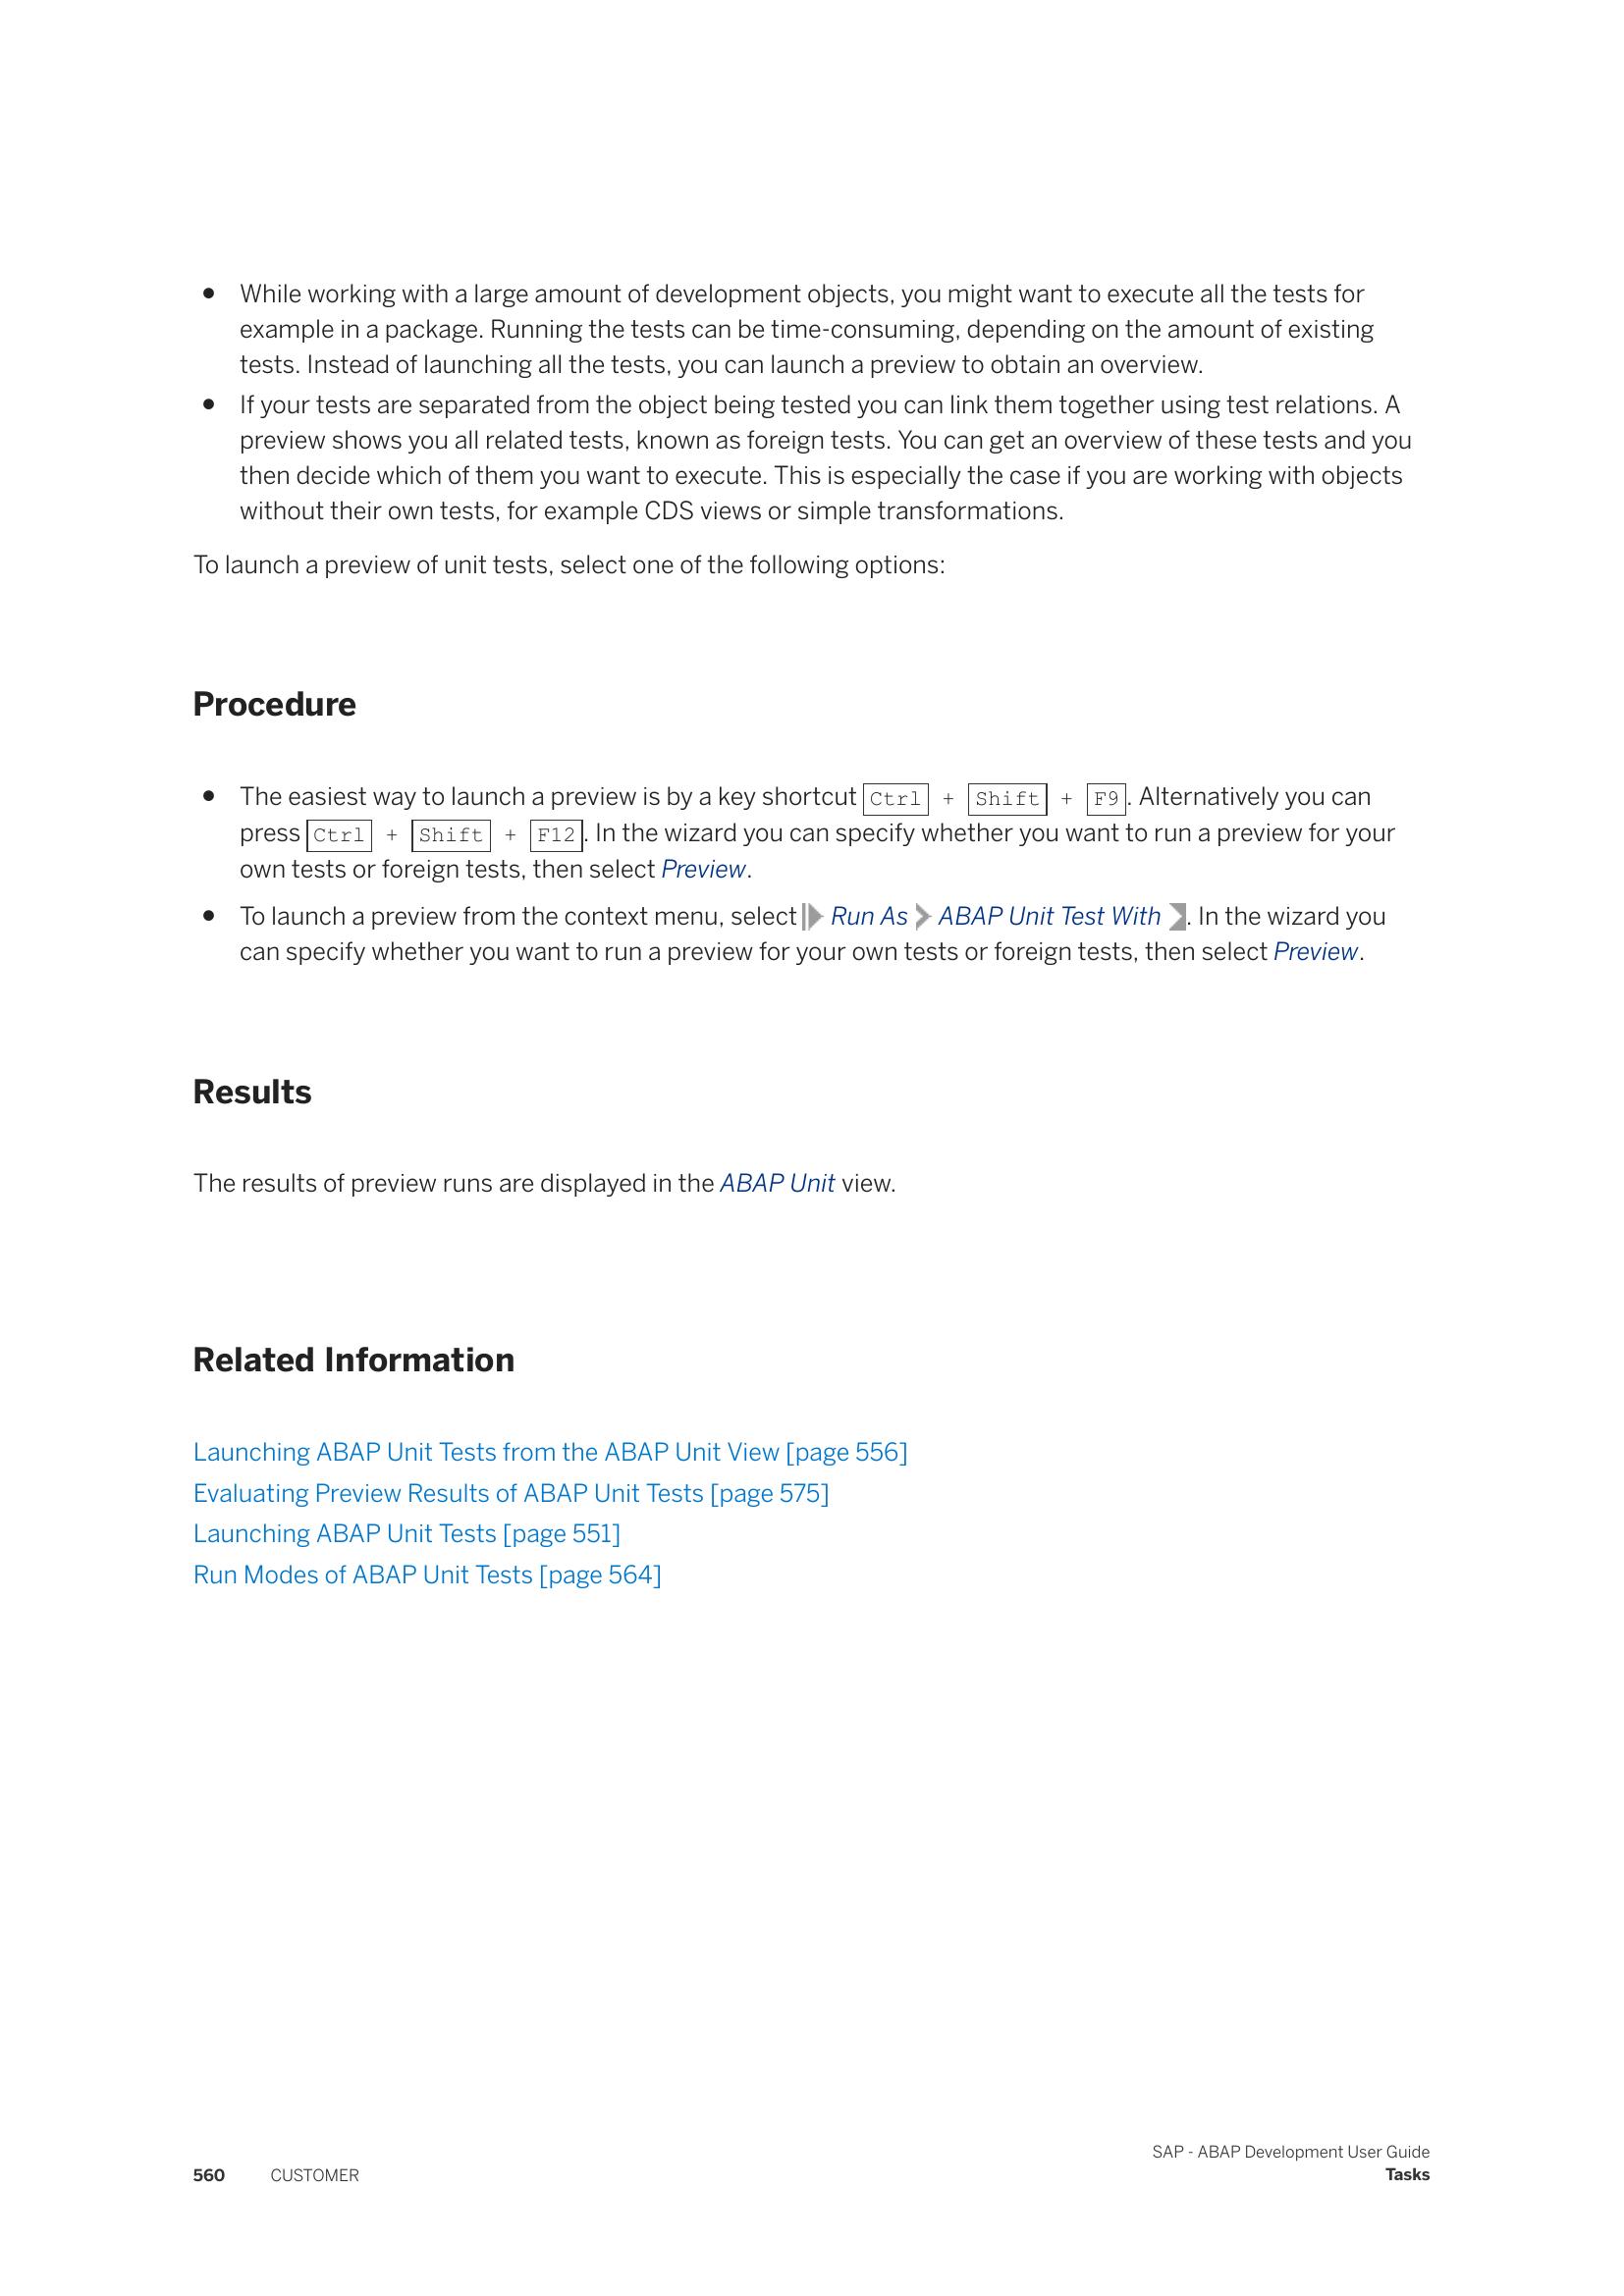 ● While working with a large amount of development objects, you might want to execute all the tests for
example in a package. Running the tests can be time-consuming, depending on the amount of existing
tests. Instead of launching all the tests, you can launch a preview to obtain an overview.
● If your tests are separated from the object being tested you can link them together using test relations. A
preview shows you all related tests, known as foreign tests. You can get an overview of these tests and you
then decide which of them you want to execute. This is especially the case if you are working with objects
without their own tests, for example CDS views or simple transformations.
To launch a preview of unit tests, select one of the following options:
Procedure
● The easiest way to launch a preview is by a key shortcut Ctrl + Shift + F9. Alternatively you can
press Ctrl + Shift + F12. In the wizard you can specify whether you want to run a preview for your
own tests or foreign tests, then select Preview.
● To launch a preview from the context menu, select Run As > ABAP Unit Test With. In the wizard you
can specify whether you want to run a preview for your own tests or foreign tests, then select Preview.
Results
The results of preview runs are displayed in the ABAP Unit view.
Related Information
Launching ABAP Unit Tests from the ABAP Unit View [page 556]
Evaluating Preview Results of ABAP Unit Tests [page 575]
Launching ABAP Unit Tests [page 551]
Run Modes of ABAP Unit Tests [page 564]
SAP - ABAP Development User Guide
560 CUSTOMER Tasks